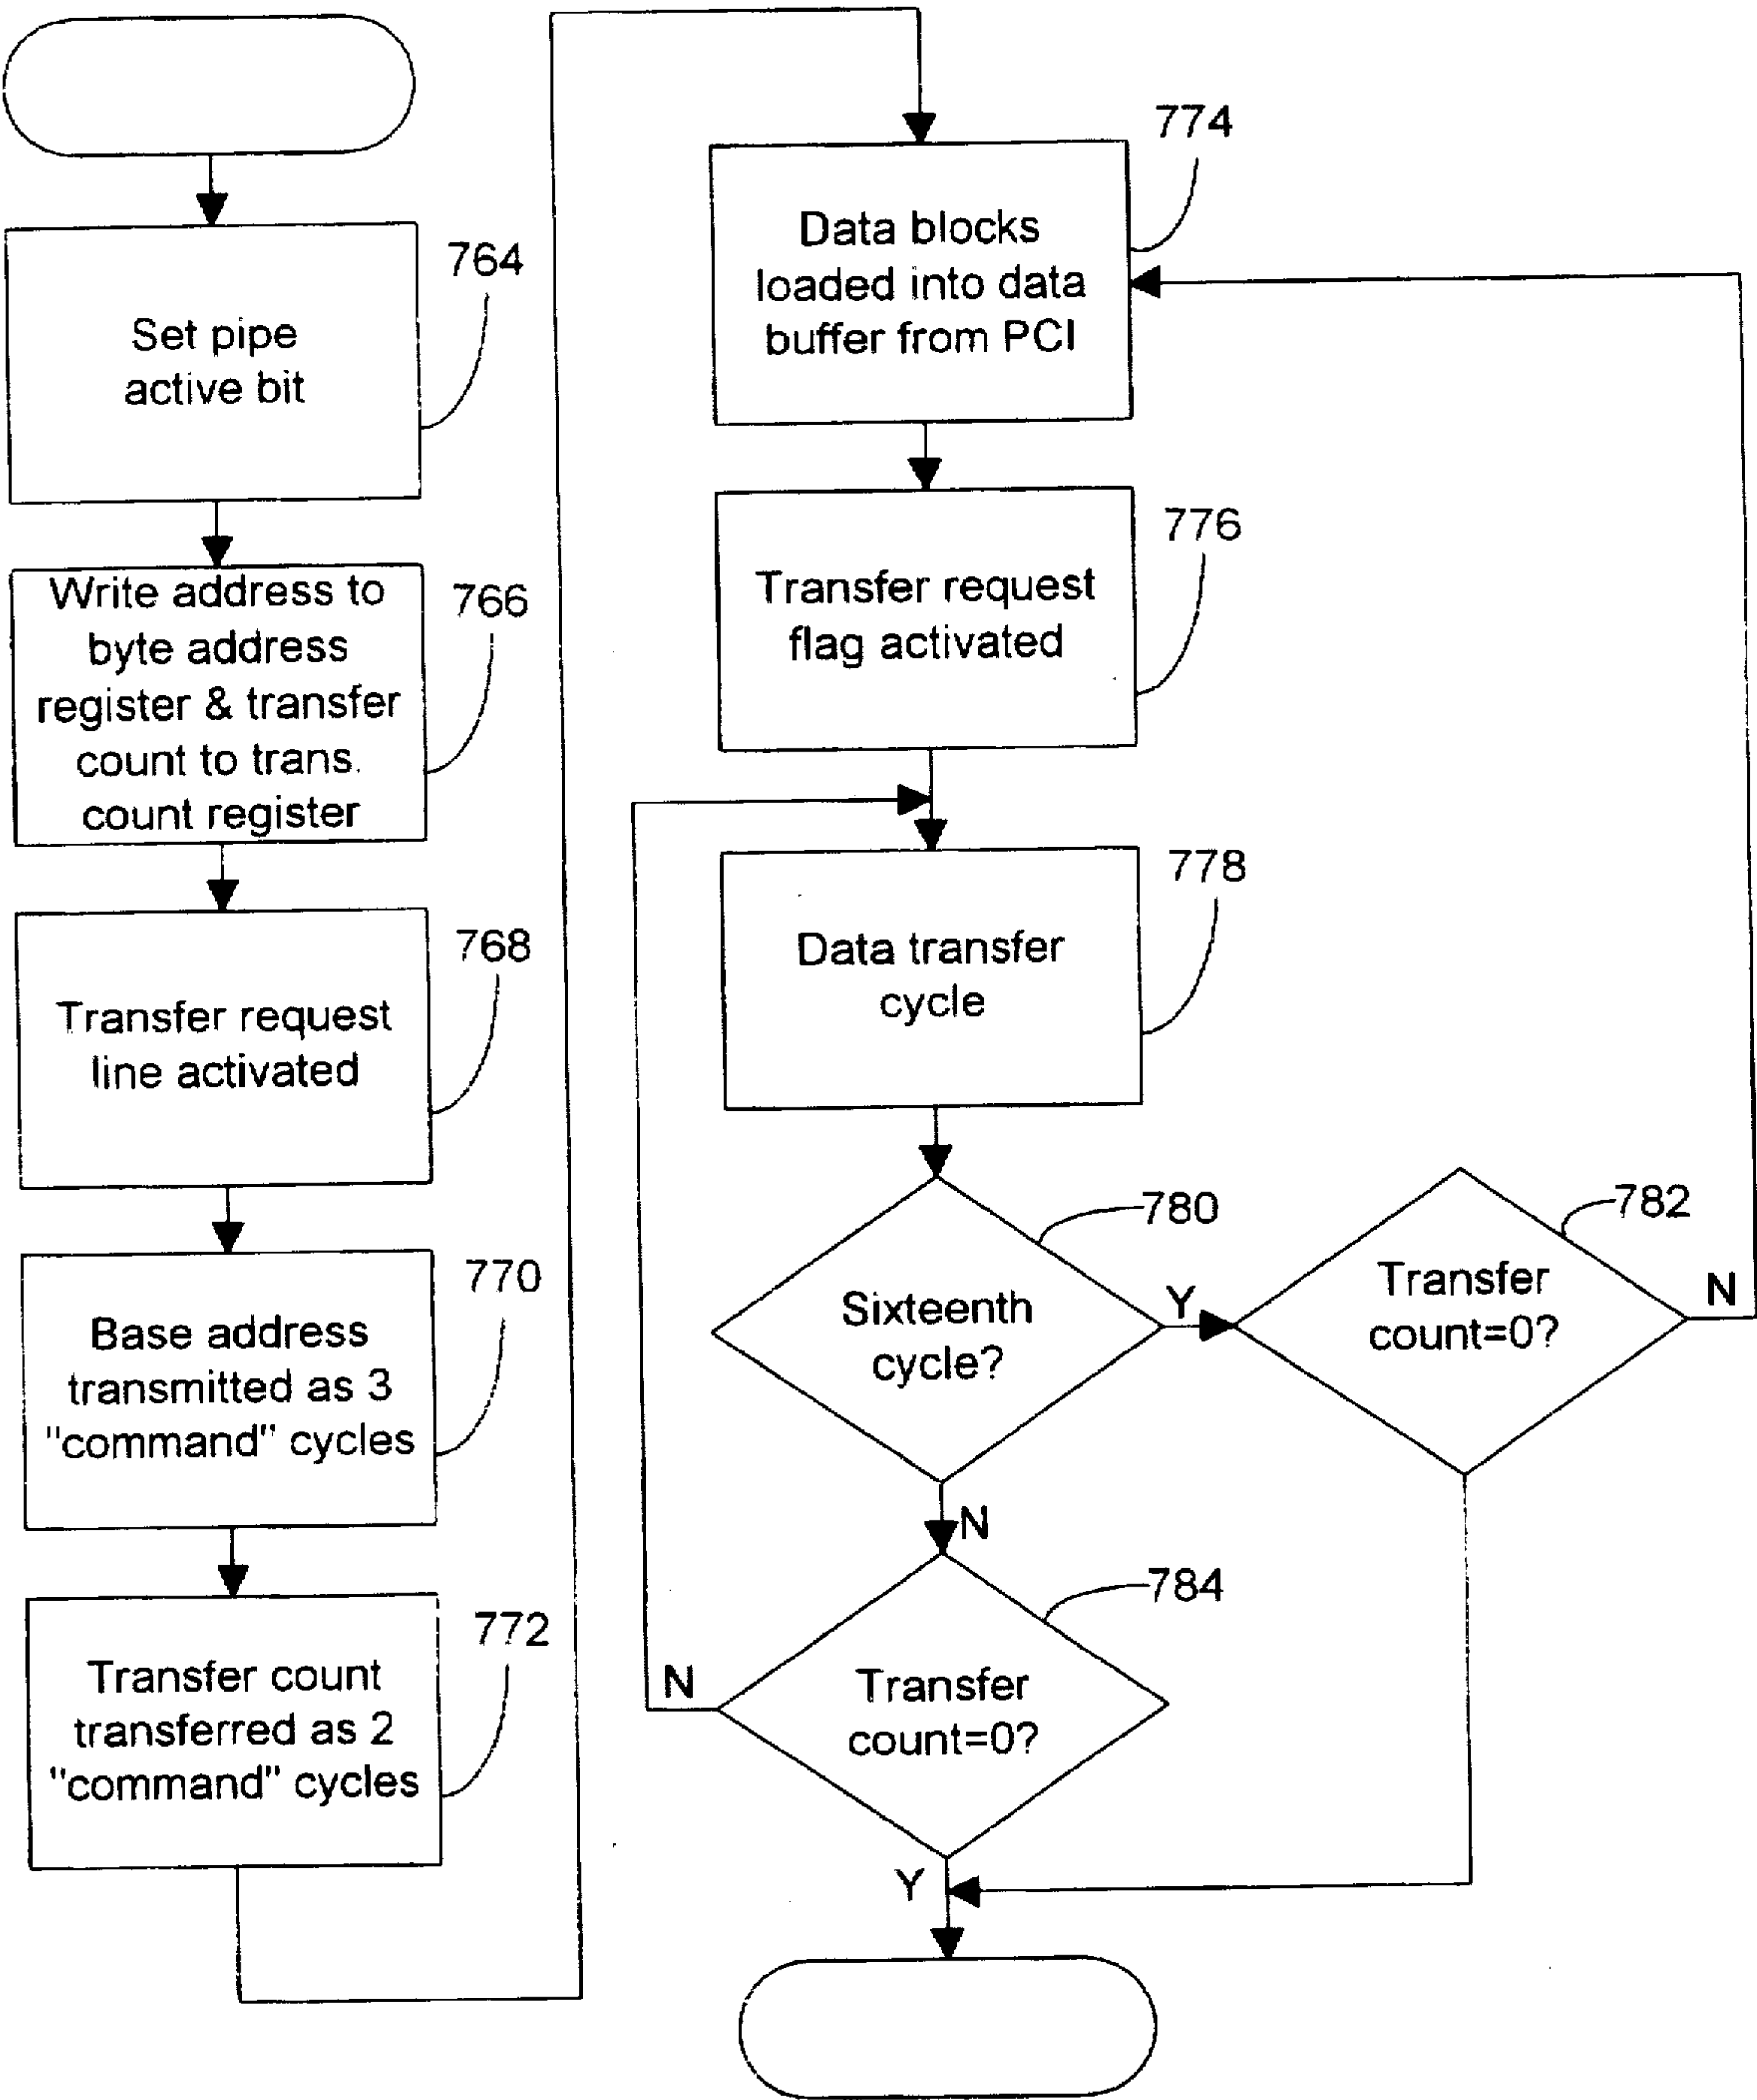 764
Set pipe
active bit
766
Write address to
byte address
register & transfer
count to trans.
count register
768
Transfer request
line activated
770
Base address
transmitted as 3
"command" cycles
772
Transfer count
transferred as 2
"command" cycles
774
Data blocks
loaded into data
buffer from PCI
776
Transfer request
flag activated
778
Data transfer
cycle
780
Sixteenth
cycle?
Y
N
782
Transfer
count=0?
N
784
Transfer
count=0?
N
Y